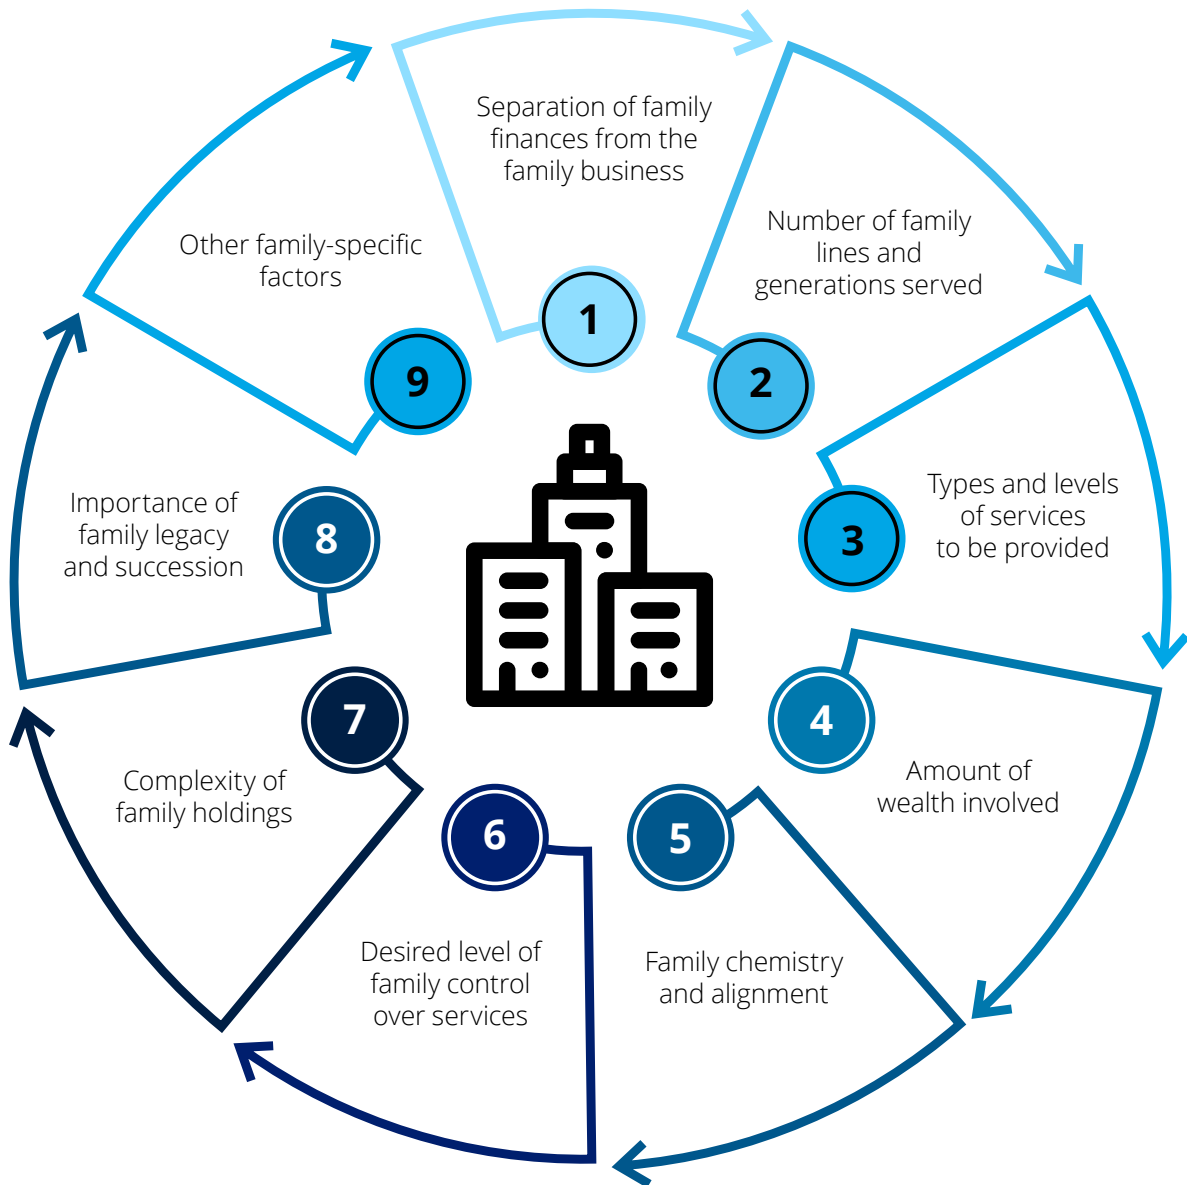 1
Separation of family
finances from the
family business
2
Number of family
lines and
generations served
3
Types and levels
of services
to be provided
4
Amount of
wealth involved
5
Family chemistry
and alignment
6
Desired level of
family control
over services
7
Complexity of
family holdings
8
Importance of
family legacy
and succession
9
Other family-specific
factors